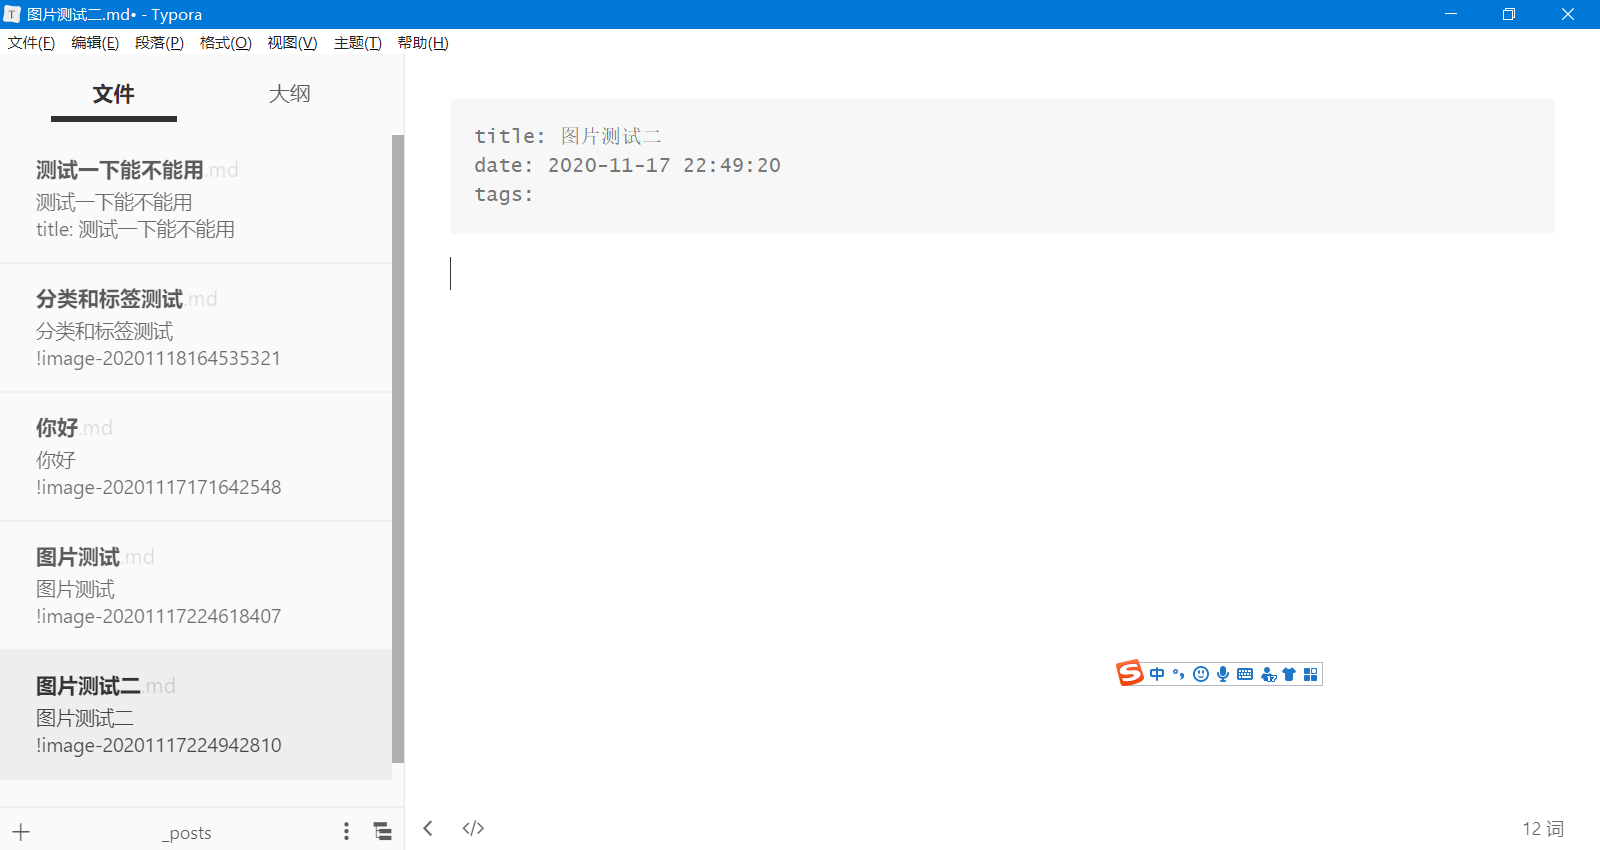 图片测试二.md• - Typora
文件(F) 编辑(E) 段落(P) 格式(O) 视图(V) 主题(T) 帮助(H)
文件 大纲
测试一下能不能用.md
测试一下能不能用
title: 测试一下能不能用
分类和标签测试.md
分类和标签测试
!image-20201118164535321
你好.md
你好
!image-20201117171642548
图片测试.md
图片测试
!image-20201117224618407
图片测试二.md
图片测试二
!image-20201117224942810
_posts
title: 图片测试二
date: 2020-11-17 22:49:20
tags:
中
</>
12 词